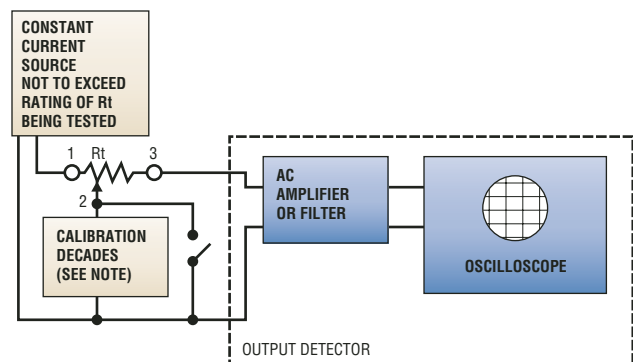 CONSTANT
CURRENT
SOURCE
NOT TO EXCEED
RATING OF Rt
BEING TESTED
1 Rt 3
2
CALIBRATION
DECADES
(SEE NOTE)
AC
AMPLIFIER
OR FILTER
OSCILLOSCOPE
OUTPUT DETECTOR